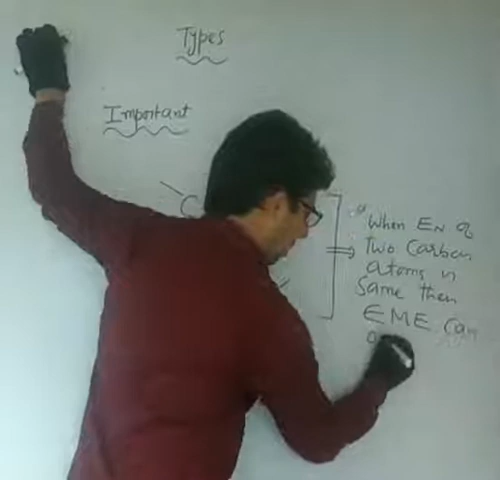 Types
Important
C
"When EN of
Two Carbon
atoms is
Same then
EME Can